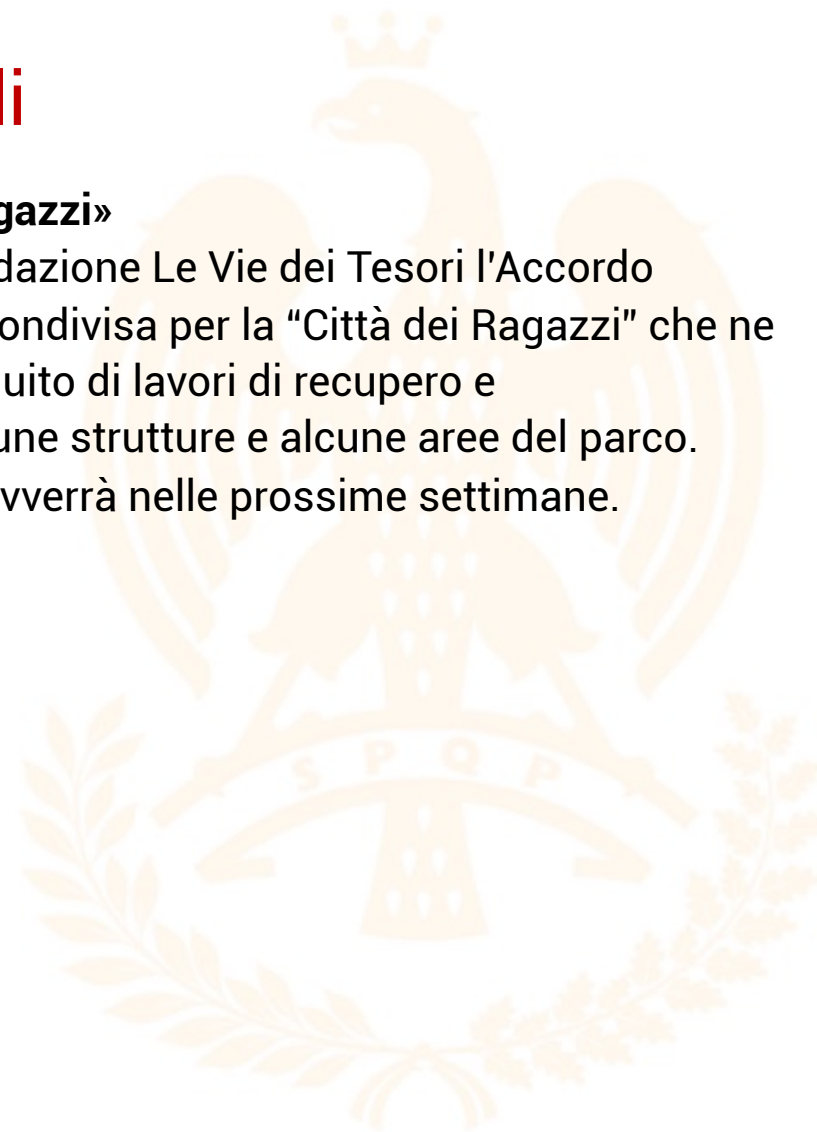 li
gazzi»
dazione Le Vie dei Tesori l'Accordo
ondivisa per la “Città dei Ragazzi” che ne
uito di lavori di recupero e
une strutture e alcune aree del parco.
vverrà nelle prossime settimane.
S P Q P